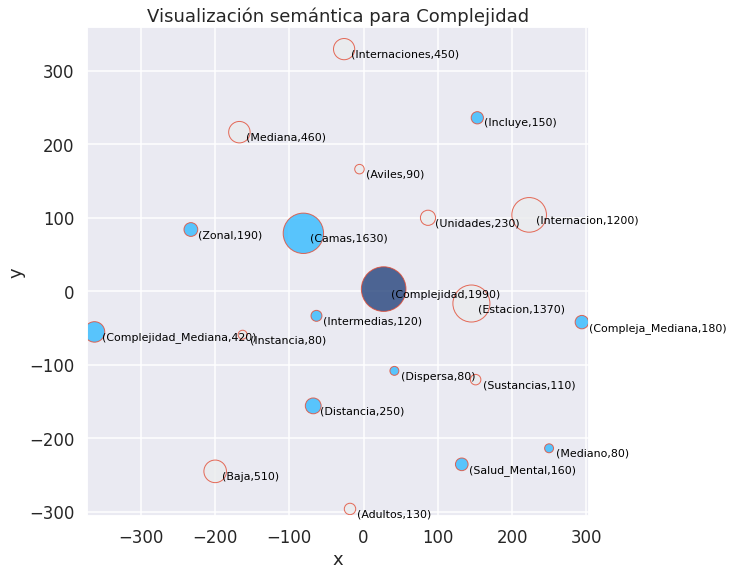 Visualización semántica para Complejidad
y
300
200
100
0
−100
−200
−300
(Internaciones,450)
(Incluye,150)
(Mediana,460)
(Aviles,90)
(Unidades,230)
(Internacion,1200)
(Zonal,190)
(Camas,1630)
(Complejidad,1990)
(Estacion,1370)
(Intermedias,120)
(Compleja_Mediana,180)
(Complejidad_Mediana,420)
(Instancia,80)
(Dispersa,80)
(Sustancias,110)
(Distancia,250)
(Mediano,80)
(Salud_Mental,160)
(Baja,510)
(Adultos,130)
−300
−200
−100
0
100
200
300
x